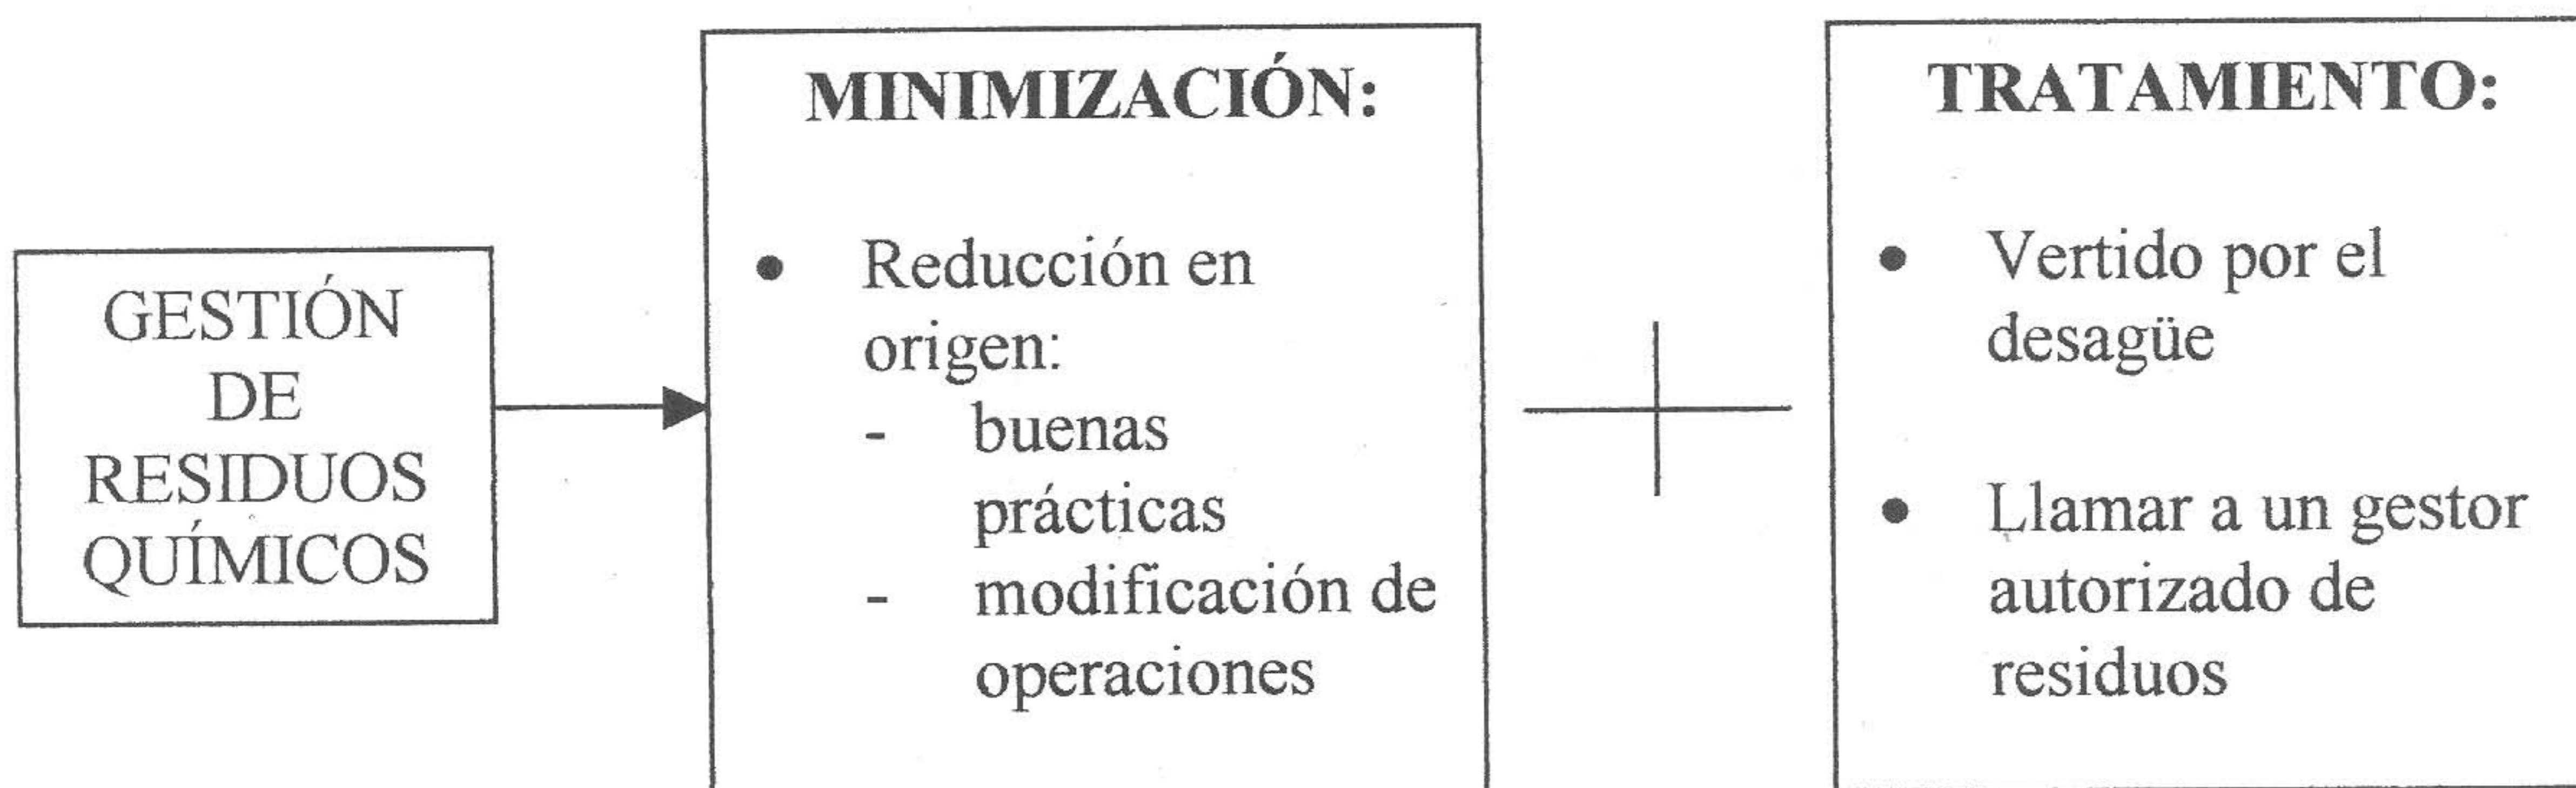 GESTIÓN
DE
RESIDUOS
QUÍMICOS
MINIMIZACIÓN:
• Reducción en
origen:
- buenas
prácticas
- modificación de
operaciones
TRATAMIENTO:
• Vertido por el
desagüe
• Llamar a un gestor
autorizado de
residuos